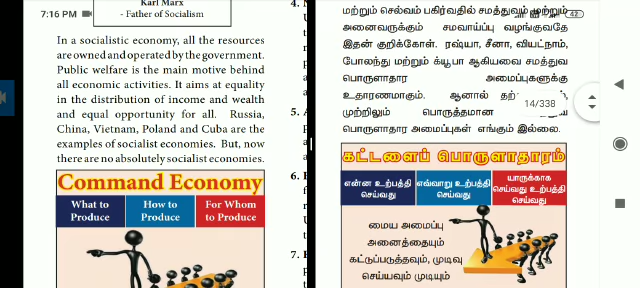 7:16 PM
Karl Marx
- Father of Socialism
In a socialistic economy, all the resources
are owned and operated by the government.
Public welfare is the main motive behind
all economic activities. It aims at equality
in the distribution of income and wealth
and equal opportunity for all. Russia,
China, Vietnam, Poland and Cuba are the
examples of socialist economies. But, now
there are no absolutely socialist economies.
Command Economy
What to Produce
How to Produce
For Whom to Produce
4.
5.
6.
7.
மற்றும் செல்வம் பகிர்வதில் சமத்துவம் மற்றும்
அனைவருக்கும் சமவாய்ப்பு வழங்குவதே
இதன் குறிக்கோள். ரஷ்யா, சீனா, வியட்நாம்,
போலந்து மற்றும் க்யூபா ஆகியவை சமத்துவ
பொருளாதார அமைப்புகளுக்கு
உதாரணமாகும். ஆனால்
முற்றிலும் பொருத்தமான
பொருளாதார அமைப்புகள் எங்கும் இல்லை.
42
14/338
கட்டளைப் பொருளாதாரம்
என்ன உற்பத்தி செய்வது
எவ்வாறு உற்பத்தி செய்வது
யாருக்காக செய்வது உற்பத்தி செய்வது
மைய அமைப்பு
அனைத்தையும்
கட்டுப்படுத்தவும், முடிவு
செய்யவும் முடியும்